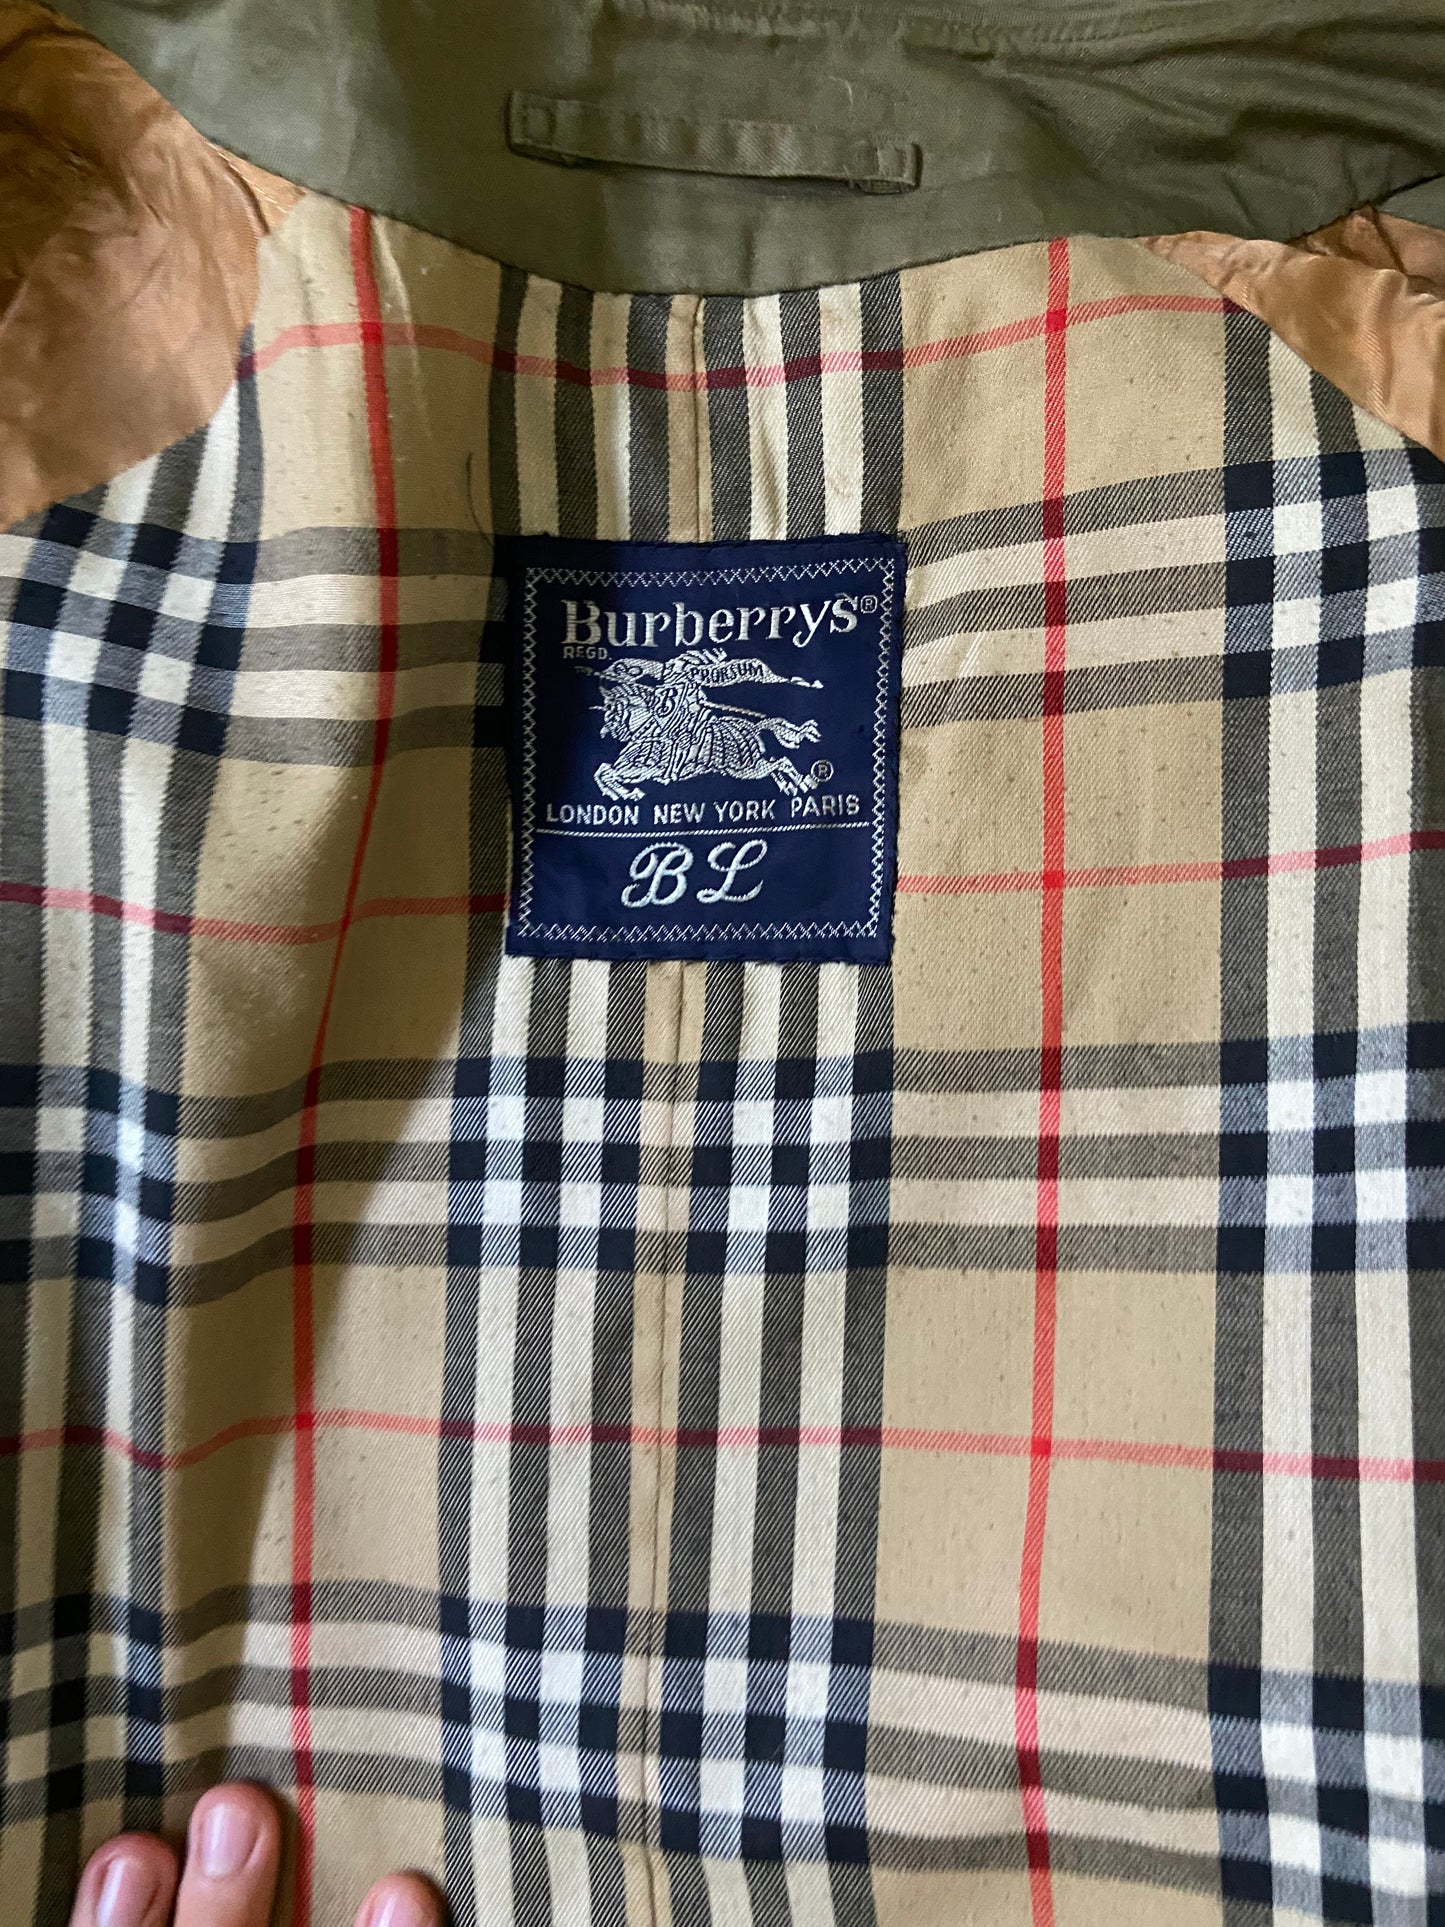 Burberrys®
REGD.
PRORSUM
®
LONDON NEW YORK PARIS
BL